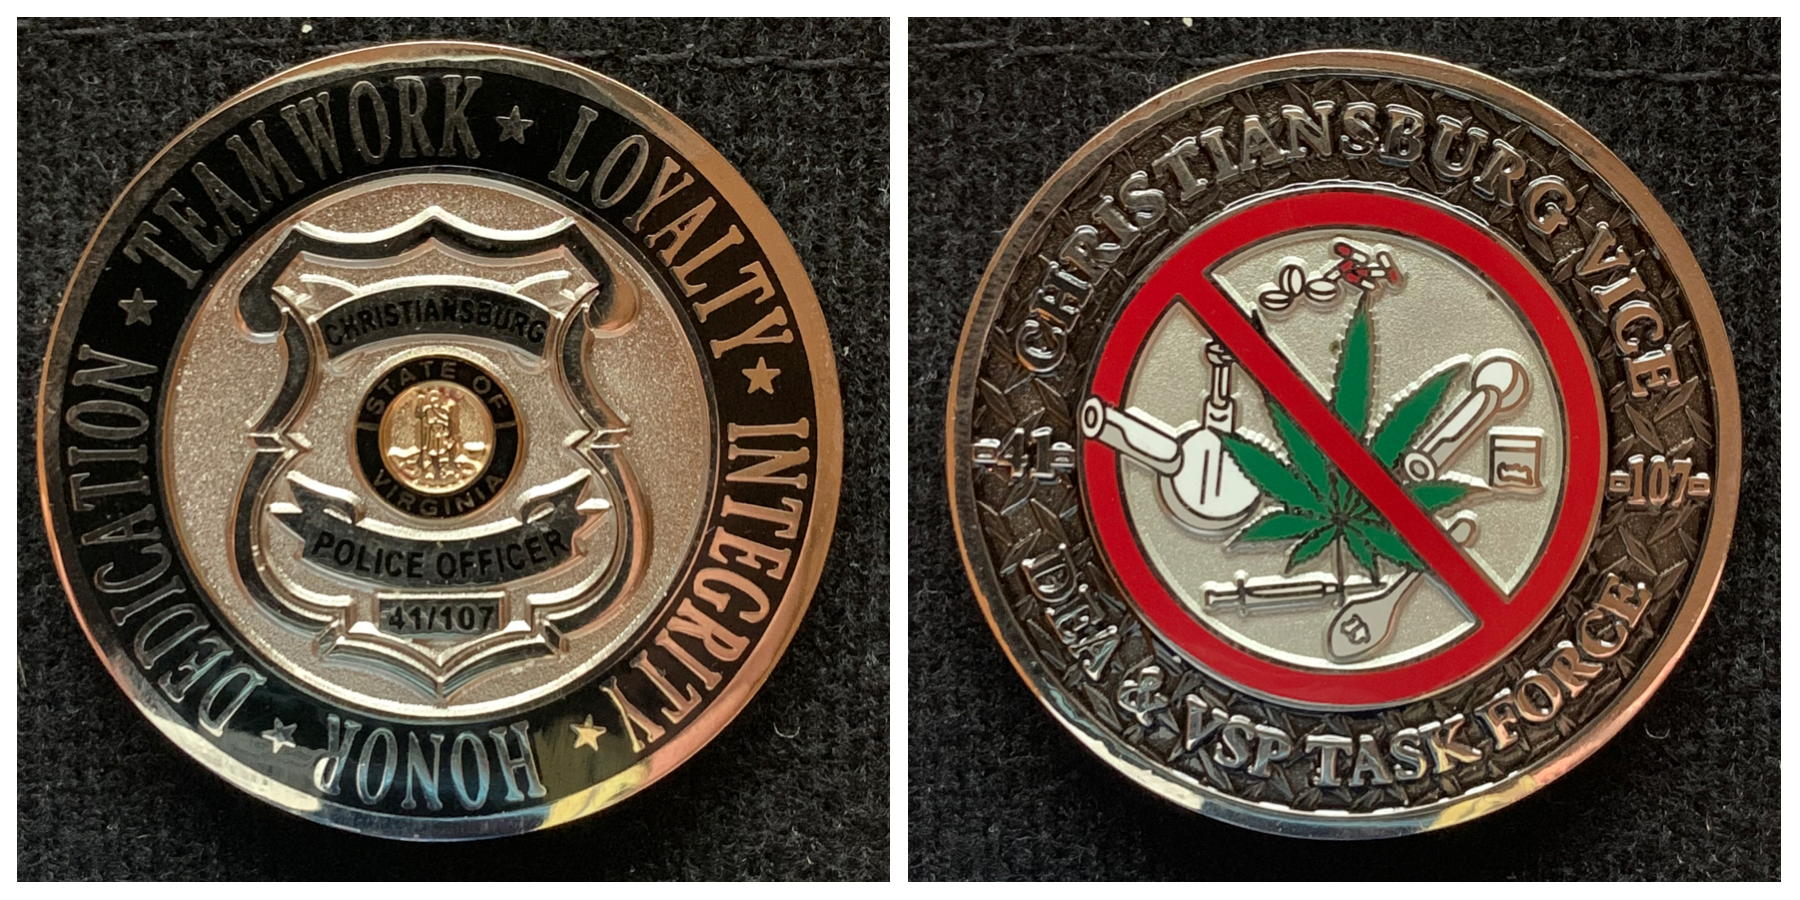 DEDICATION ★ TEAMWORK ★ LOYALTY ★ INTEGRITY ★ HONOR ★
CHRISTIANSBURG
STATE OF
VIRGINIA
POLICE OFFICER
41/107
CHRISTIANSBURG VICE
41
107
DEA & VSP TASK FORCE